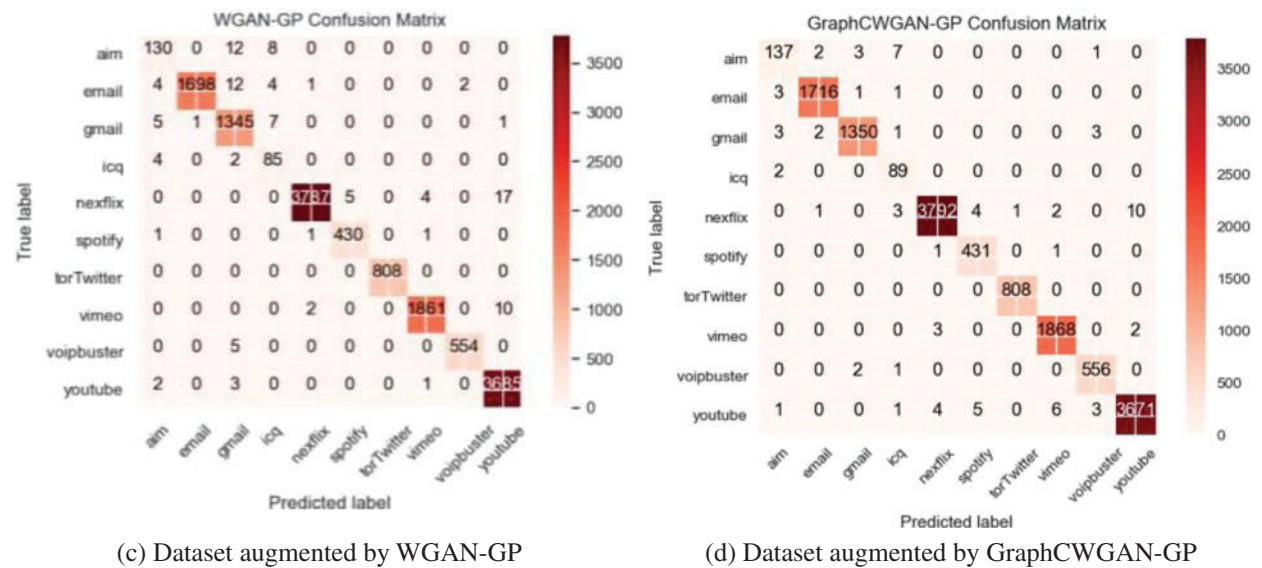 WGAN-GP Confusion Matrix
True label
aim 130 0 12 8 0 0 0 0 0 0
email 4 1698 12 4 1 0 0 0 2 0
gmail 5 1 1345 7 0 0 0 0 0 1
icq 4 0 2 85 0 0 0 0 0 0
nexflix 0 0 0 0 3787 5 0 4 0 17
spotify 1 0 0 0 1 430 0 1 0 0
torTwitter 0 0 0 0 0 0 808 0 0 0
vimeo 0 0 0 0 2 0 0 1861 0 10
voipbuster 0 0 5 0 0 0 0 0 554 0
youtube 2 0 3 0 0 0 0 1 0 3685
aim email gmail icq nexflix spotify torTwitter vimeo voipbuster youtube
Predicted label
3500
3000
2500
2000
1500
1000
500
0
(c) Dataset augmented by WGAN-GP
GraphCWGAN-GP Confusion Matrix
True label
aim 137 2 3 7 0 0 0 0 1 0
email 3 1716 1 1 0 0 0 0 0 0
gmail 3 2 1350 1 0 0 0 0 3 0
icq 2 0 0 89 0 0 0 0 0 0
nexflix 0 1 0 3 3792 4 1 2 0 10
spotify 0 0 0 0 1 431 0 1 0 0
torTwitter 0 0 0 0 0 0 808 0 0 0
vimeo 0 0 0 0 3 0 0 1868 0 2
voipbuster 0 0 2 1 0 0 0 0 556 0
youtube 1 0 0 1 4 5 0 6 3 3671
aim email gmail icq nexflix spotify torTwitter vimeo voipbuster youtube
Predicted label
3500
3000
2500
2000
1500
1000
500
0
(d) Dataset augmented by GraphCWGAN-GP